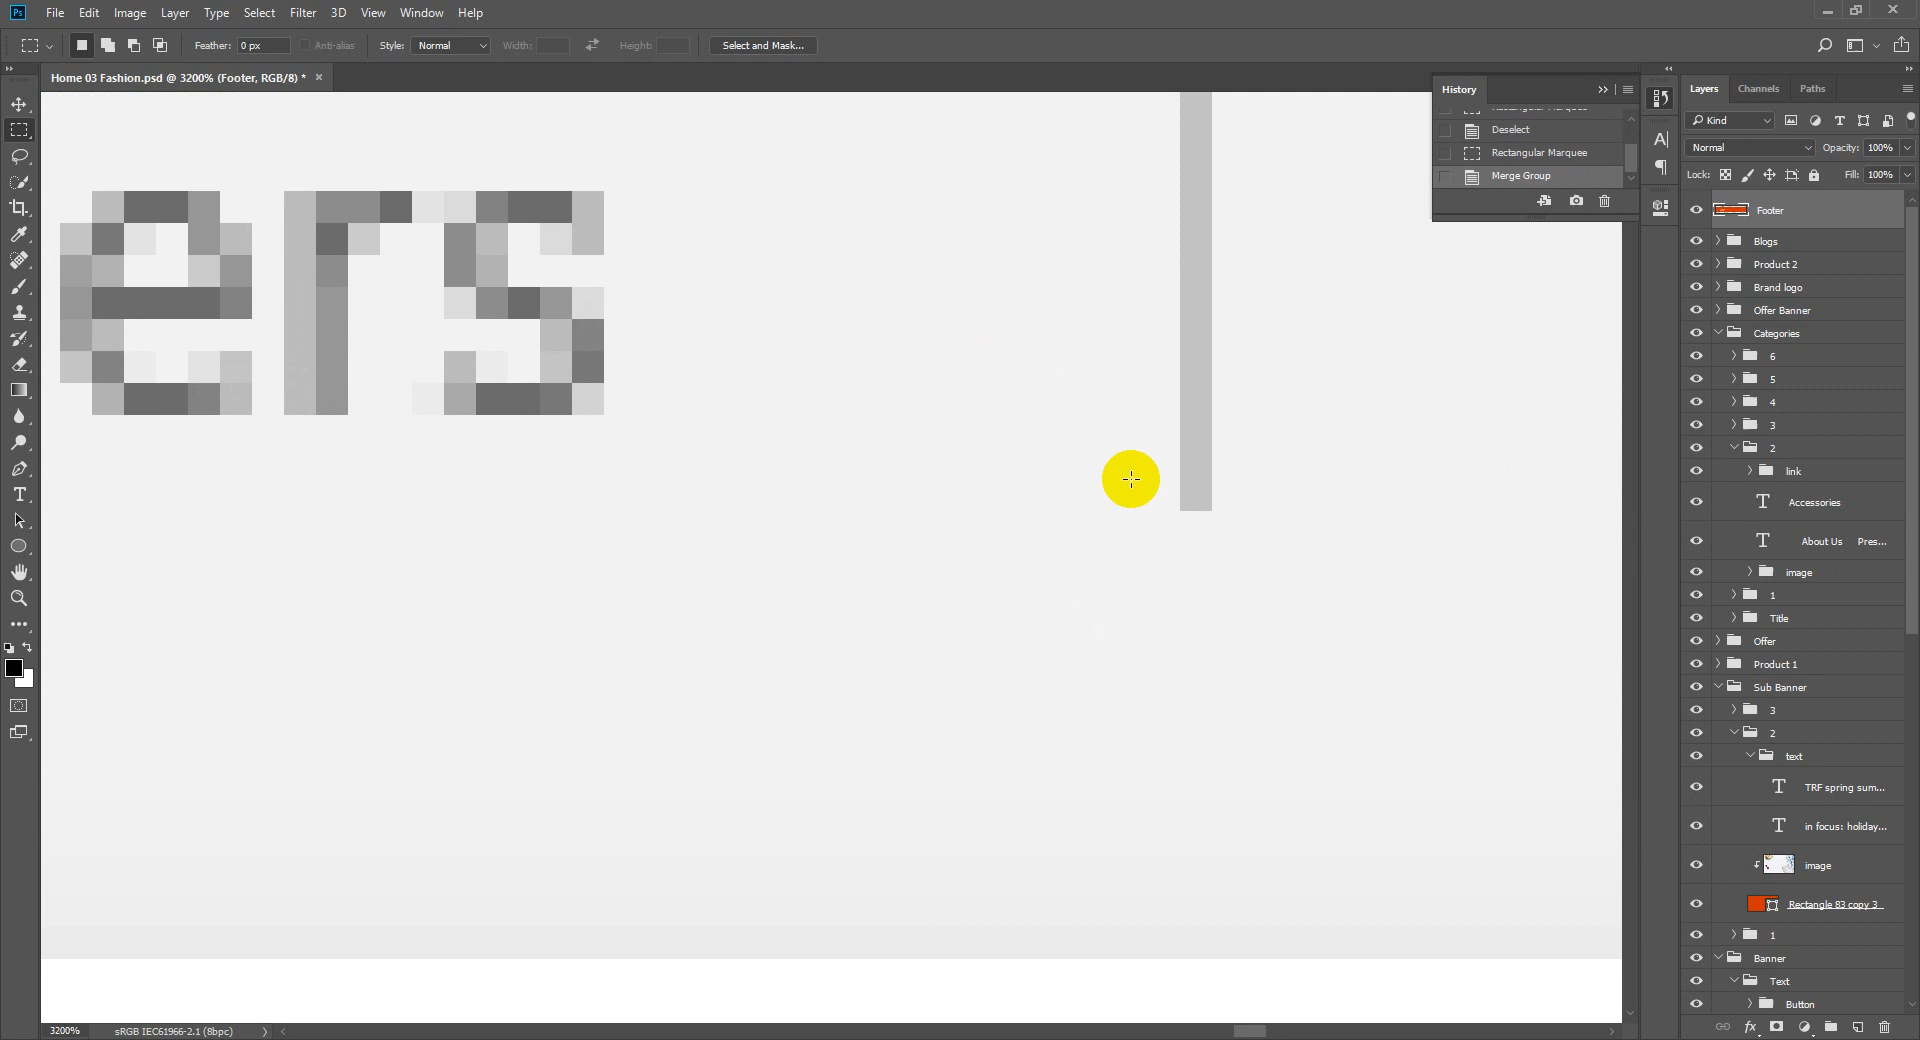 Ps File Edit Image Layer Type Select Filter 3D View Window Help
Feather: 0 px Anti-alias Style: Normal Width: Height: Select and Mask...
Home 03 Fashion.psd @ 3200% (Footer, RGB/8) * ×
ers
History
Rectangular Marquee
Deselect
Rectangular Marquee
Merge Group
Layers Channels Paths
Kind
Normal Opacity: 100%
Lock: Fill: 100%
Footer
Blogs
Product 2
Brand logo
Offer Banner
Categories
6
5
4
3
2
link
Accessories
About Us Pres...
image
1
Title
Offer
Product 1
Sub Banner
3
2
text
TRF spring sum...
in focus: holiday...
image
Rectangle 83 copy 3
1
Banner
Text
Button
3200% sRGB IEC61966-2.1 (8bpc)